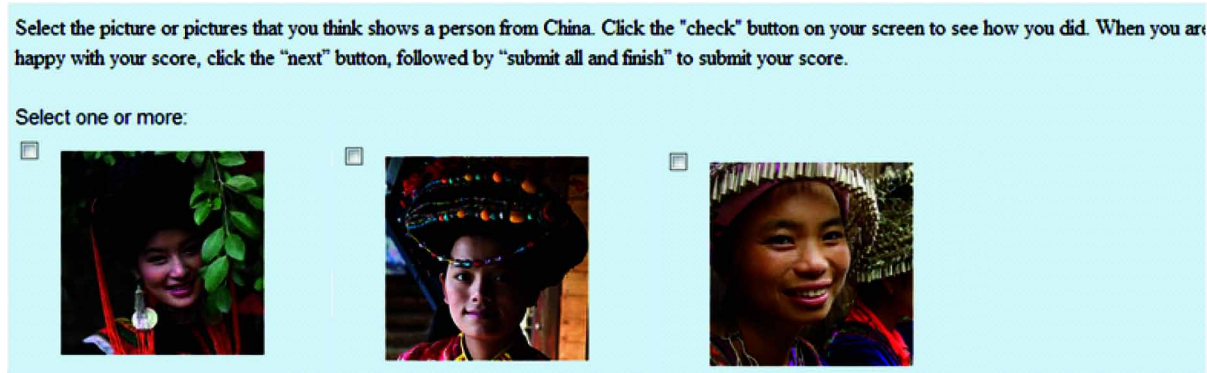 Select the picture or pictures that you think shows a person from China. Click the "check" button on your screen to see how you did. When you are
happy with your score, click the “next” button, followed by “submit all and finish” to submit your score.
Select one or more: